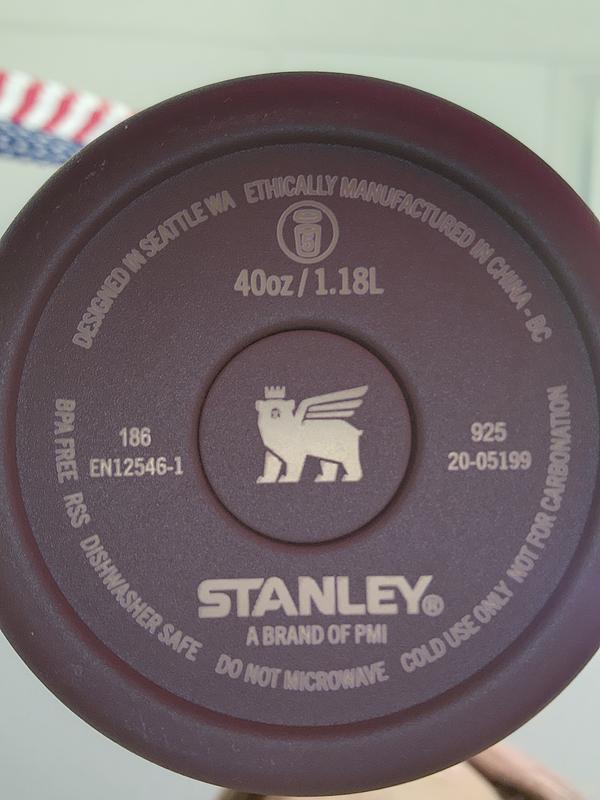 DESIGNED IN SEATTLE WA ETHICALLY MANUFACTURED IN CHINA - BC
40oz / 1.18L
186
EN12546-1
925
20-05199
STANLEY®
A BRAND OF PMI
BPA FREE RSS DISHWASHER SAFE DO NOT MICROWAVE COLD USE ONLY NOT FOR CARBONATION